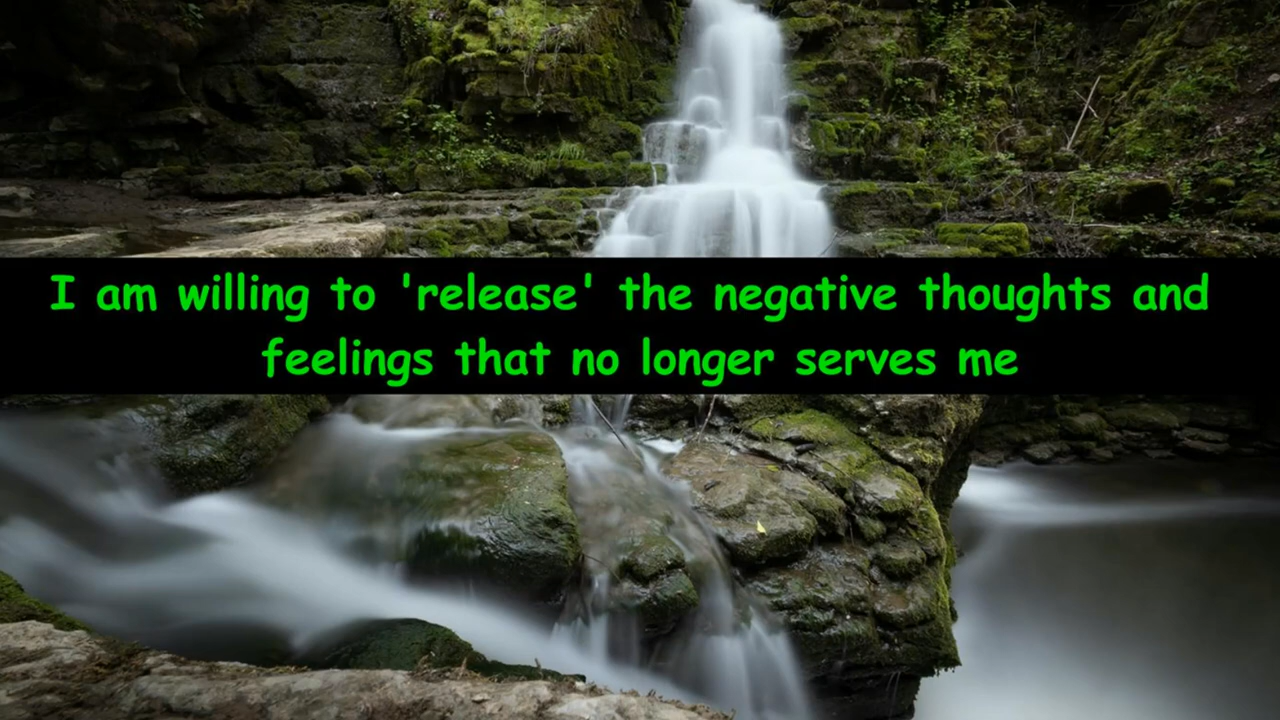 I am willing to 'release' the negative thoughts and
feelings that no longer serves me